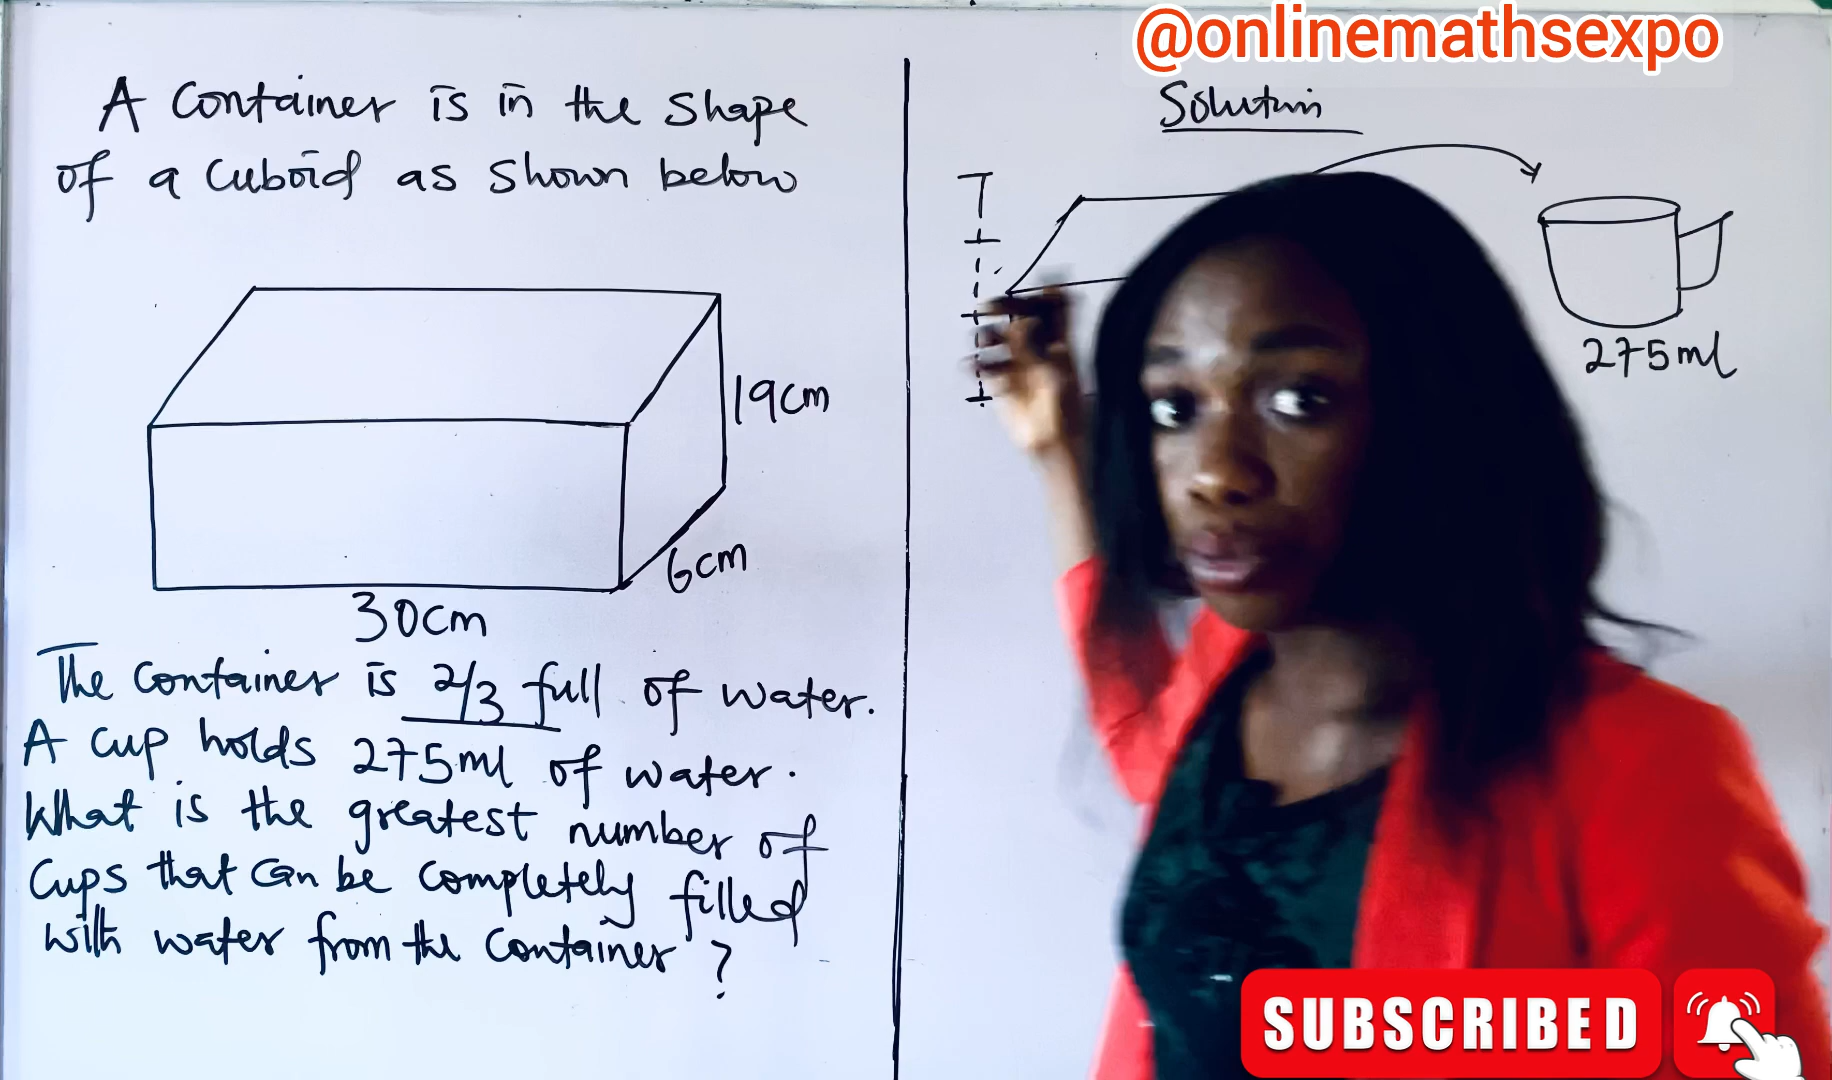 @onlinemathsexpo
A Container is in the shape
of a Cuboid as shown below
19cm
6cm
30cm
The Container is 2/3 full of water.
A cup holds 275ml of water.
What is the greatest number of
Cups that can be completely filled
with water from the Container?
Solution
275ml
SUBSCRIBED